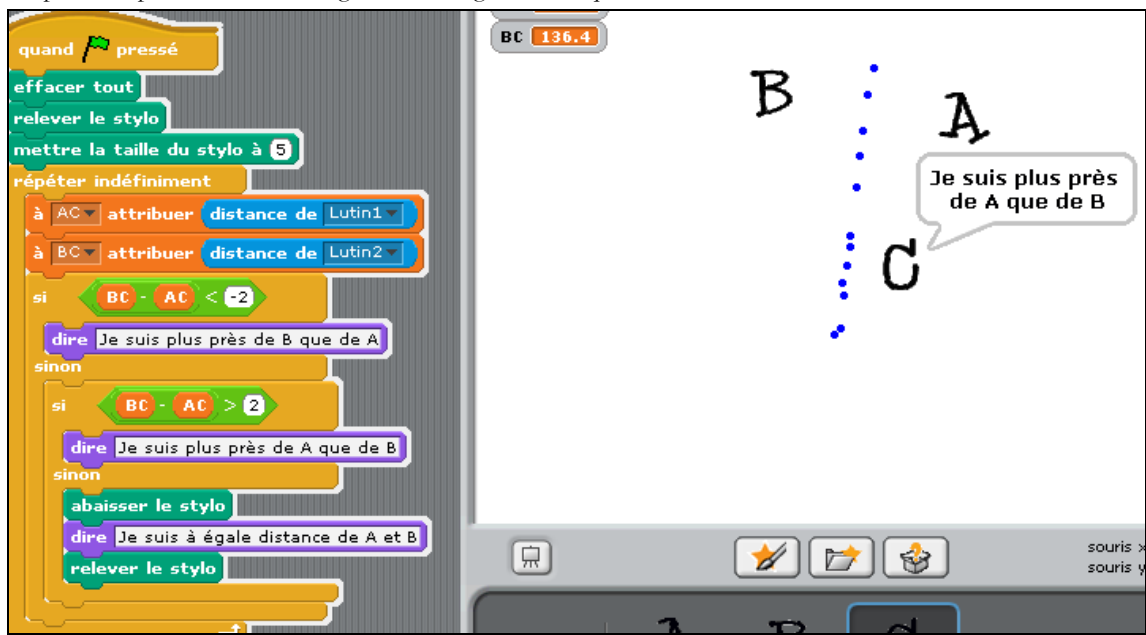 quand pressé
effacer tout
relever le stylo
mettre la taille du stylo à 5
répéter indéfiniment
à AC attribuer distance de Lutin1
à BC attribuer distance de Lutin2
si BC - AC < -2
dire Je suis plus près de B que de A
sinon
si BC - AC > 2
dire Je suis plus près de A que de B
sinon
abaisser le stylo
dire Je suis à égale distance de A et B
relever le stylo
BC 136.4
B
A
Je suis plus près
de A que de B
C
souris x
souris y
A B C